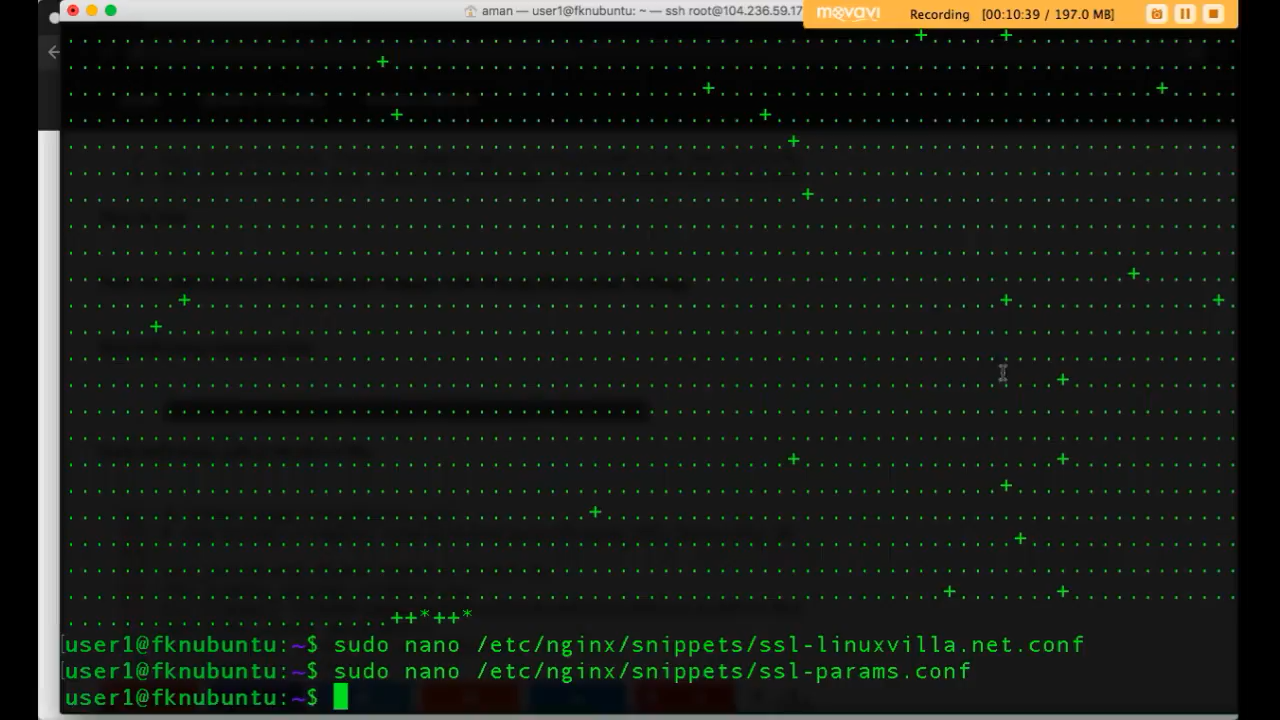 aman — user1@fknubuntu: ~ — ssh root@104.236.59.17
movavi
Recording [00:10:39 / 197.0 MB]
++*++*
user1@fknubuntu:~$ sudo nano /etc/nginx/snippets/ssl-linuxvilla.net.conf
user1@fknubuntu:~$ sudo nano /etc/nginx/snippets/ssl-params.conf
user1@fknubuntu:~$